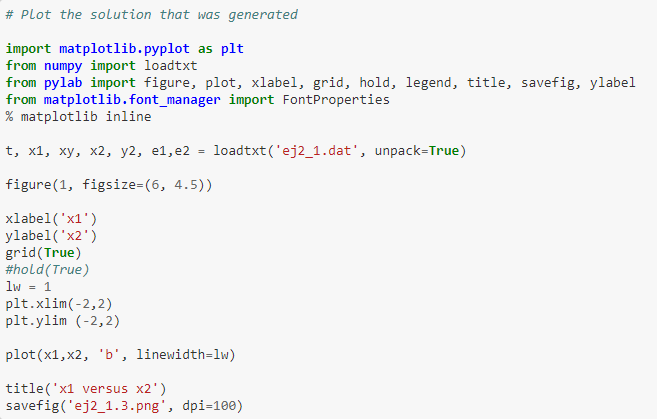 # Plot the solution that was generated
import matplotlib.pyplot as plt
from numpy import loadtxt
from pylab import figure, plot, xlabel, grid, hold, legend, title, savefig, ylabel
from matplotlib.font_manager import FontProperties
% matplotlib inline
t, x1, xy, x2, y2, e1,e2 = loadtxt('ej2_1.dat', unpack=True)
figure(1, figsize=(6, 4.5))
xlabel('x1')
ylabel('x2')
grid(True)
#hold(True)
lw = 1
plt.xlim(-2,2)
plt.ylim (-2,2)
plot(x1,x2, 'b', linewidth=lw)
title('x1 versus x2')
savefig('ej2_1.3.png', dpi=100)